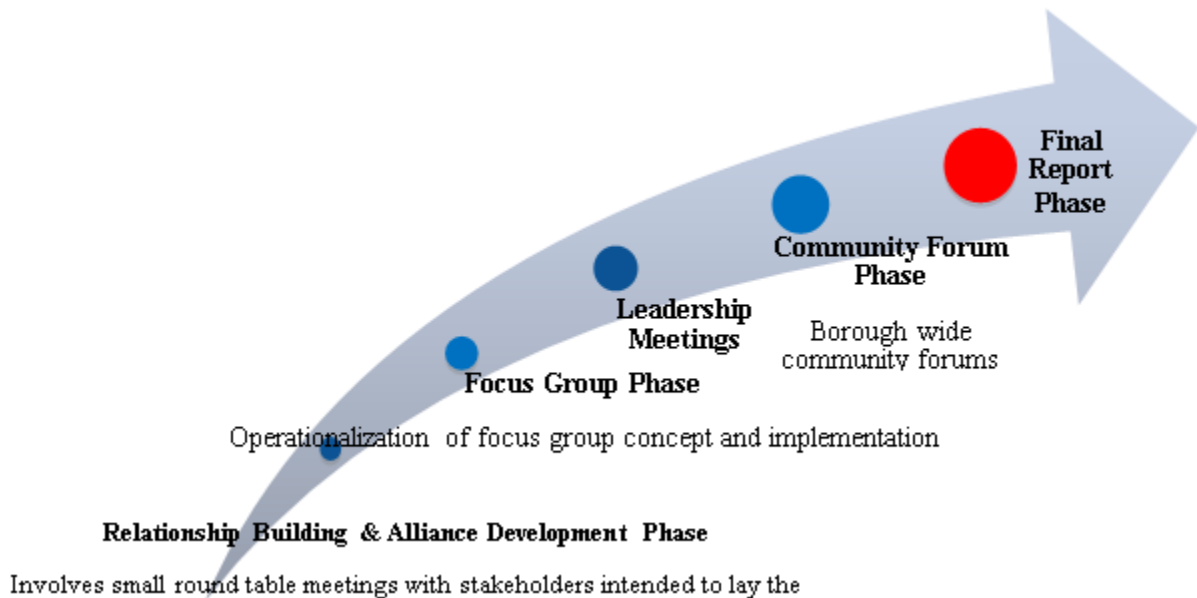 Final
Report
Phase
Community Forum
Phase
Borough wide
community forums
Leadership
Meetings
Focus Group Phase
Operationalization of focus group concept and implementation
Relationship Building & Alliance Development Phase
Involves small round table meetings with stakeholders intended to lay the